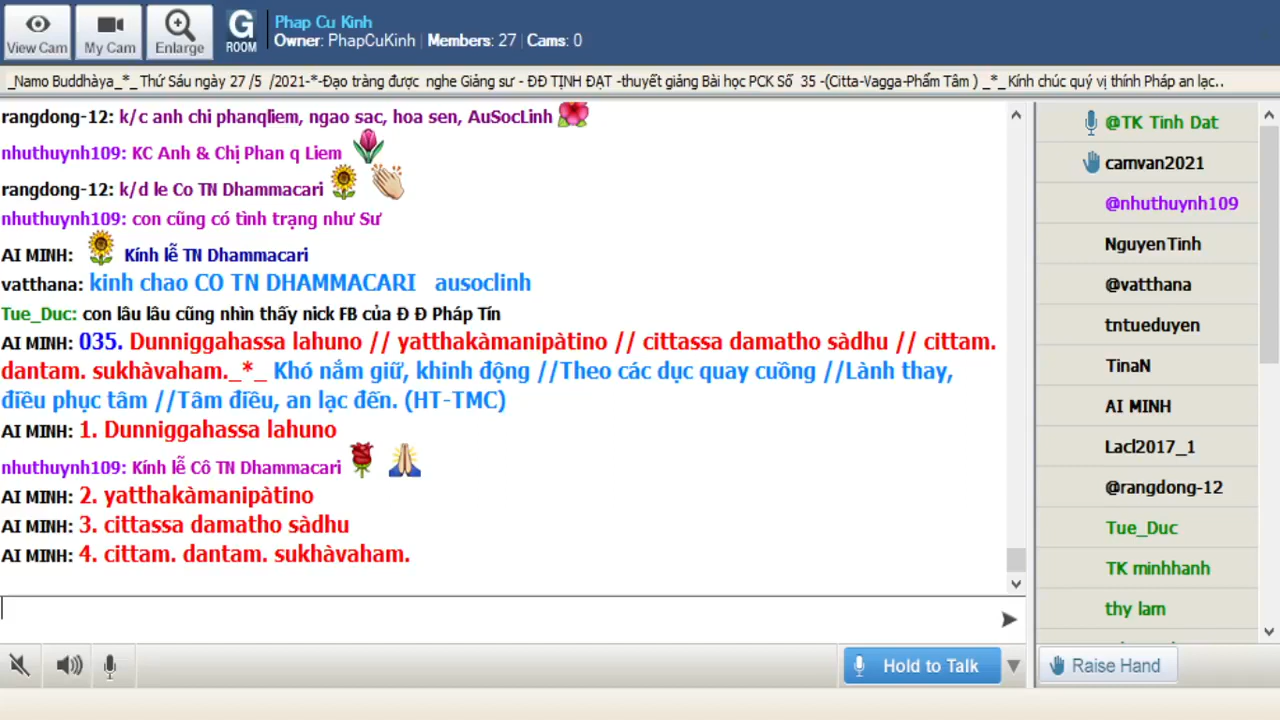 View Cam
My Cam
Enlarge
G
ROOM
Phap Cu Kinh
Owner: PhapCuKinh | Members: 27 | Cams: 0
_Namo Buddhàya_*_ Thứ Sáu ngày 27 /5 /2021-*-Đạo tràng được nghe Giảng sư - ĐĐ TỊNH ĐẠT -thuyết giảng Bài học PCK Số 35 -(Citta-Vagga-Phẩm Tâm ) _*_Kính chúc quý vị thính Pháp an lạc..
rangdong-12: k/c anh chi phanqliem, ngao sac, hoa sen, AuSocLinh
nhuthuynh109: KC Anh & Chị Phan q Liem
rangdong-12: k/d le Co TN Dhammacari
nhuthuynh109: con cũng có tình trạng như Sư
AI MINH: Kính lễ TN Dhammacari
vatthana: kinh chao CO TN DHAMMACARI ausoclinh
Tue_Duc: con lâu lâu cũng nhìn thấy nick FB của Đ Đ Pháp Tín
AI MINH: 035. Dunniggahassa lahuno // yatthakàmanipàtino // cittassa damatho sàdhu // cittam.
dantam. sukhàvaham._*_ Khó nắm giữ, khinh động //Theo các dục quay cuồng //Lành thay,
điều phục tâm //Tâm điều, an lạc đến. (HT-TMC)
AI MINH: 1. Dunniggahassa lahuno
nhuthuynh109: Kính lễ Cô TN Dhammacari
AI MINH: 2. yatthakàmanipàtino
AI MINH: 3. cittassa damatho sàdhu
AI MINH: 4. cittam. dantam. sukhàvaham.
@TK Tinh Dat
camvan2021
@nhuthuynh109
NguyenTinh
@vatthana
tntueduyen
TinaN
AI MINH
Lacl2017_1
@rangdong-12
Tue_Duc
TK minhhanh
thy lam
Hold to Talk
Raise Hand